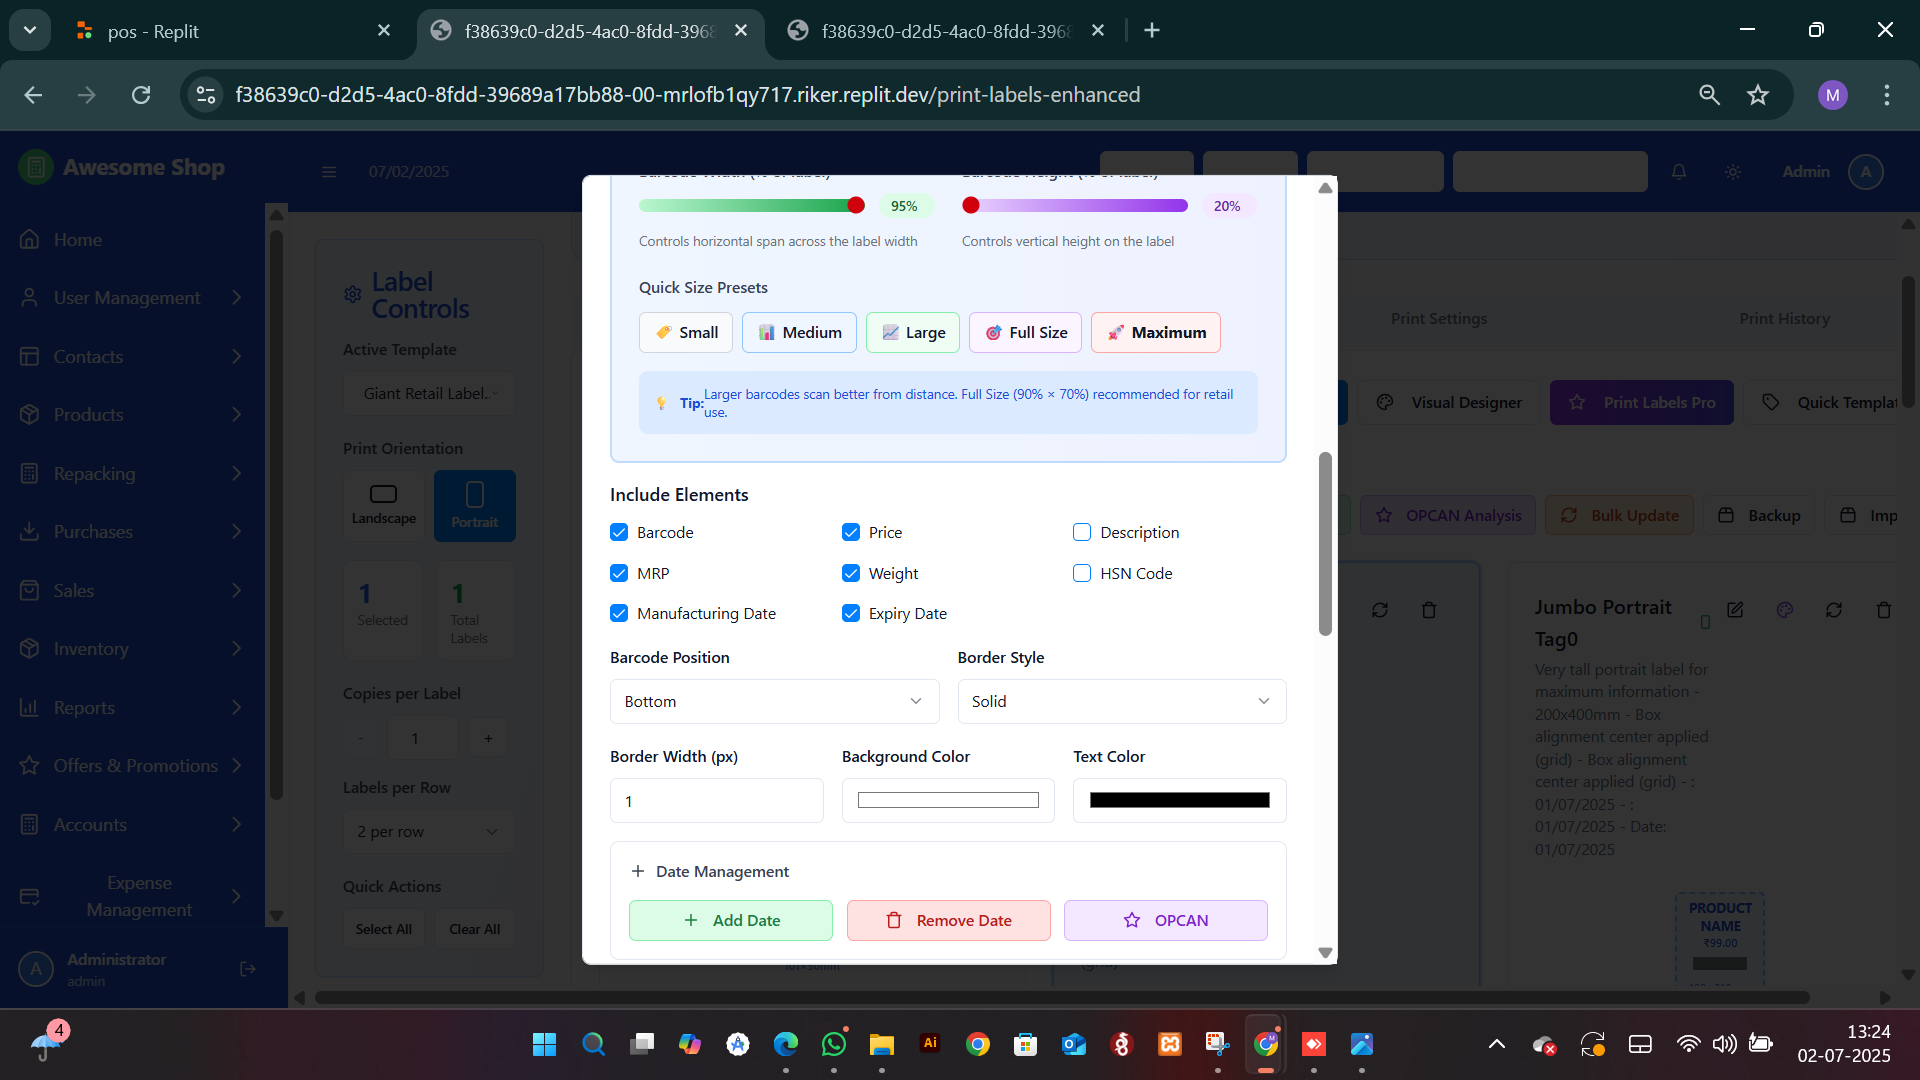 pos - Replit
f38639c0-d2d5-4ac0-8fdd-3968
f38639c0-d2d5-4ac0-8fdd-3968
f38639c0-d2d5-4ac0-8fdd-39689a17bb88-00-mrlofb1qy717.riker.replit.dev/print-labels-enhanced
M
Awesome Shop
07/02/2025
Admin
A
Home
User Management
Contacts
Products
Repacking
Purchases
Sales
Inventory
Reports
Offers & Promotions
Accounts
Expense
Management
A
Administrator
admin
Label
Controls
Active Template
Giant Retail Label.
Print Orientation
Landscape
Portrait
1
Selected
1
Total
Labels
Copies per Label
-
1
+
Labels per Row
2 per row
Quick Actions
Select All
Clear All
Barcode Width (% of label)
95%
Controls horizontal span across the label width
Barcode Height (% of label)
20%
Controls vertical height on the label
Quick Size Presets
Small
Medium
Large
Full Size
Maximum
Tip:
Larger barcodes scan better from distance. Full Size (90% × 70%) recommended for retail
use.
Include Elements
Barcode
Price
Description
MRP
Weight
HSN Code
Manufacturing Date
Expiry Date
Barcode Position
Bottom
Border Style
Solid
Border Width (px)
1
Background Color
Text Color
Date Management
Add Date
Remove Date
OPCAN
Print Settings
Print History
Visual Designer
Print Labels Pro
Quick Templat
OPCAN Analysis
Bulk Update
Backup
Imp
Jumbo Portrait
Tag0
Very tall portrait label for
maximum information -
200x400mm - Box
alignment center applied
(grid) - Box alignment
center applied (grid) - :
01/07/2025 - :
01/07/2025 - Date:
01/07/2025
PRODUCT
NAME
₹99.00
4
Ai
13:24
02-07-2025